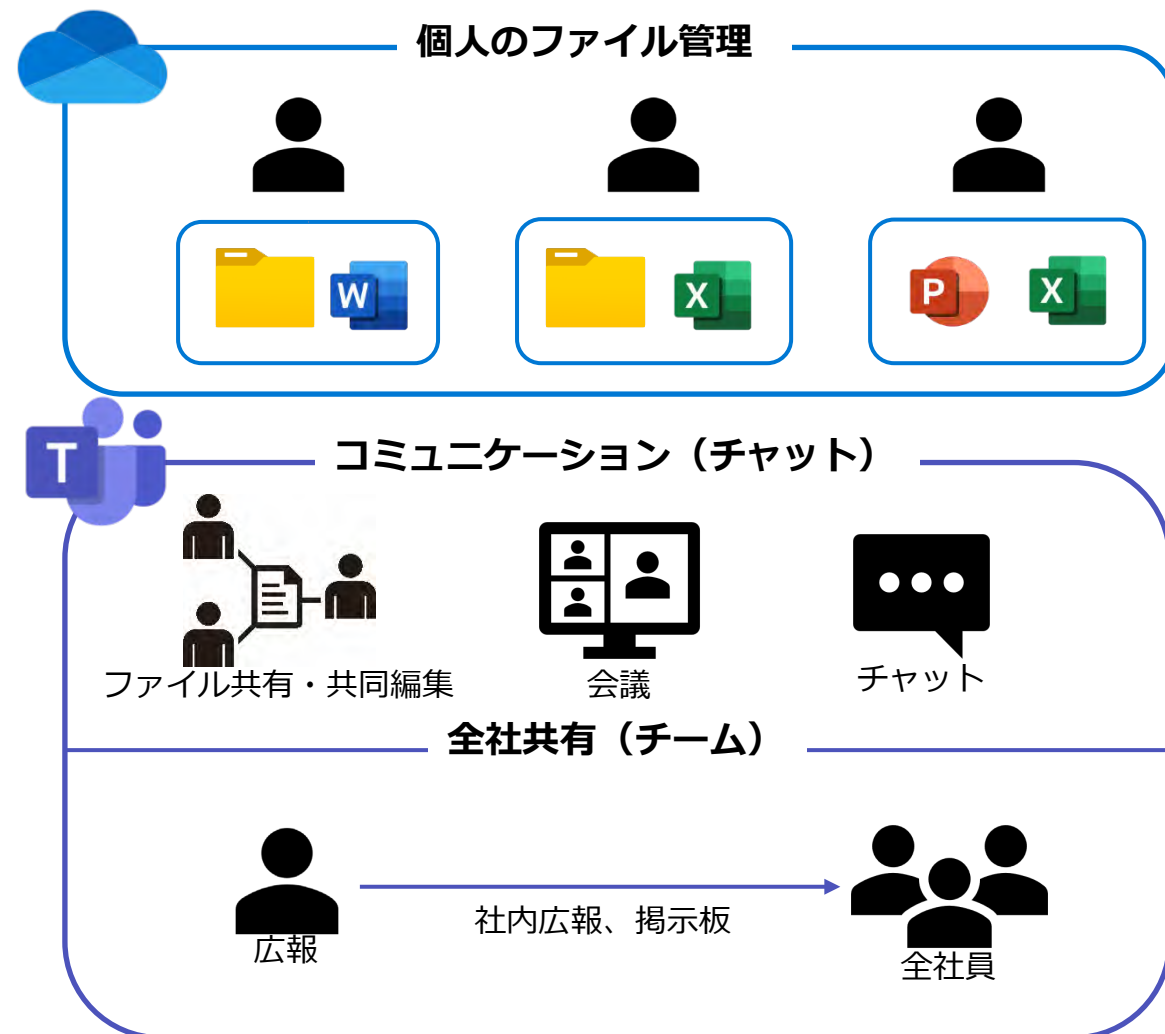 個人のファイル管理
W
X
P
X
T
コミュニケーション（チャット）
ファイル共有・共同編集
会議
チャット
全社共有（チーム）
社内広報、掲示板
広報
全社員